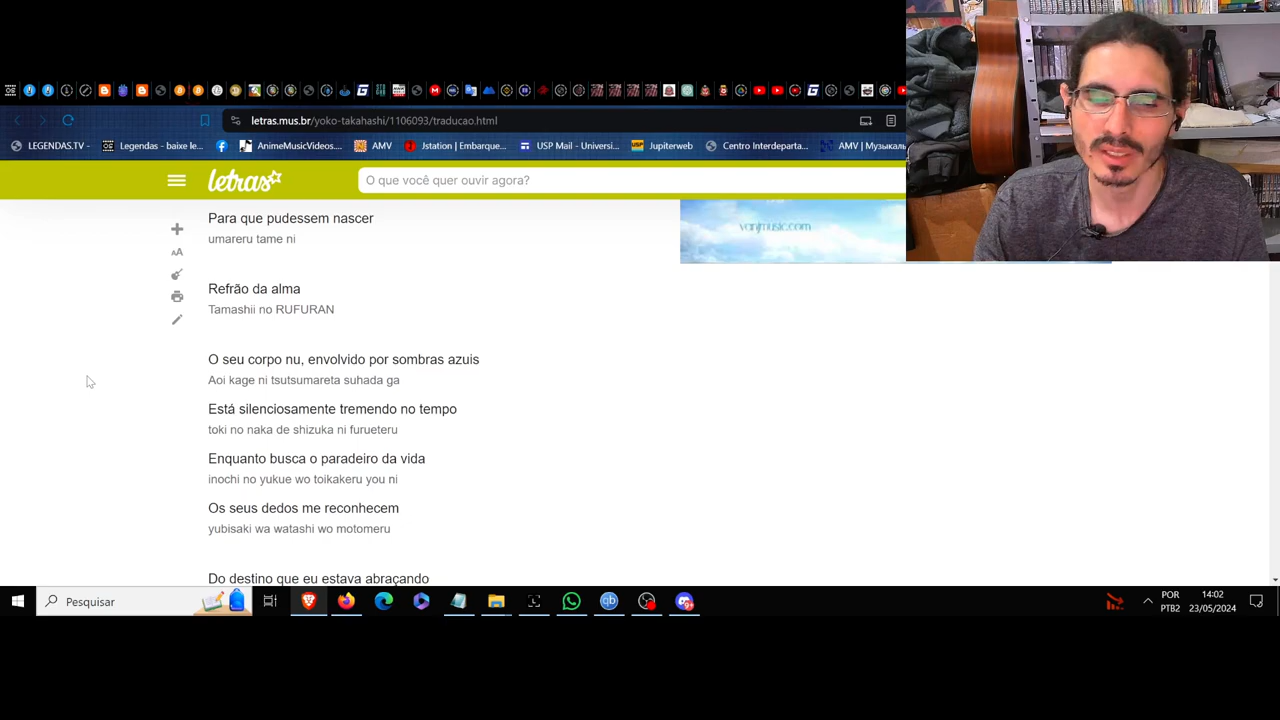 letras.mus.br/yoko-takahashi/1106093/traducao.html
LEGENDAS.TV -
Legendas - baixe le...
AnimeMusicVideos....
AMV
Jstation | Embarque...
USP Mail - Universi...
Jupiterweb
Centro Interdeparta...
AMV | Музыкаль
letras
O que você quer ouvir agora?
Para que pudessem nascer
umareru tame ni
AA
Refrão da alma
Tamashii no RUFURAN
O seu corpo nu, envolvido por sombras azuis
Aoi kage ni tsutsumareta suhada ga
Está silenciosamente tremendo no tempo
toki no naka de shizuka ni furueteru
Enquanto busca o paradeiro da vida
inochi no yukue wo toikakeru you ni
Os seus dedos me reconhecem
yubisaki wa watashi wo motomeru
Do destino que eu estava abraçando
Pesquisar
POR
PTB2
14:02
23/05/2024